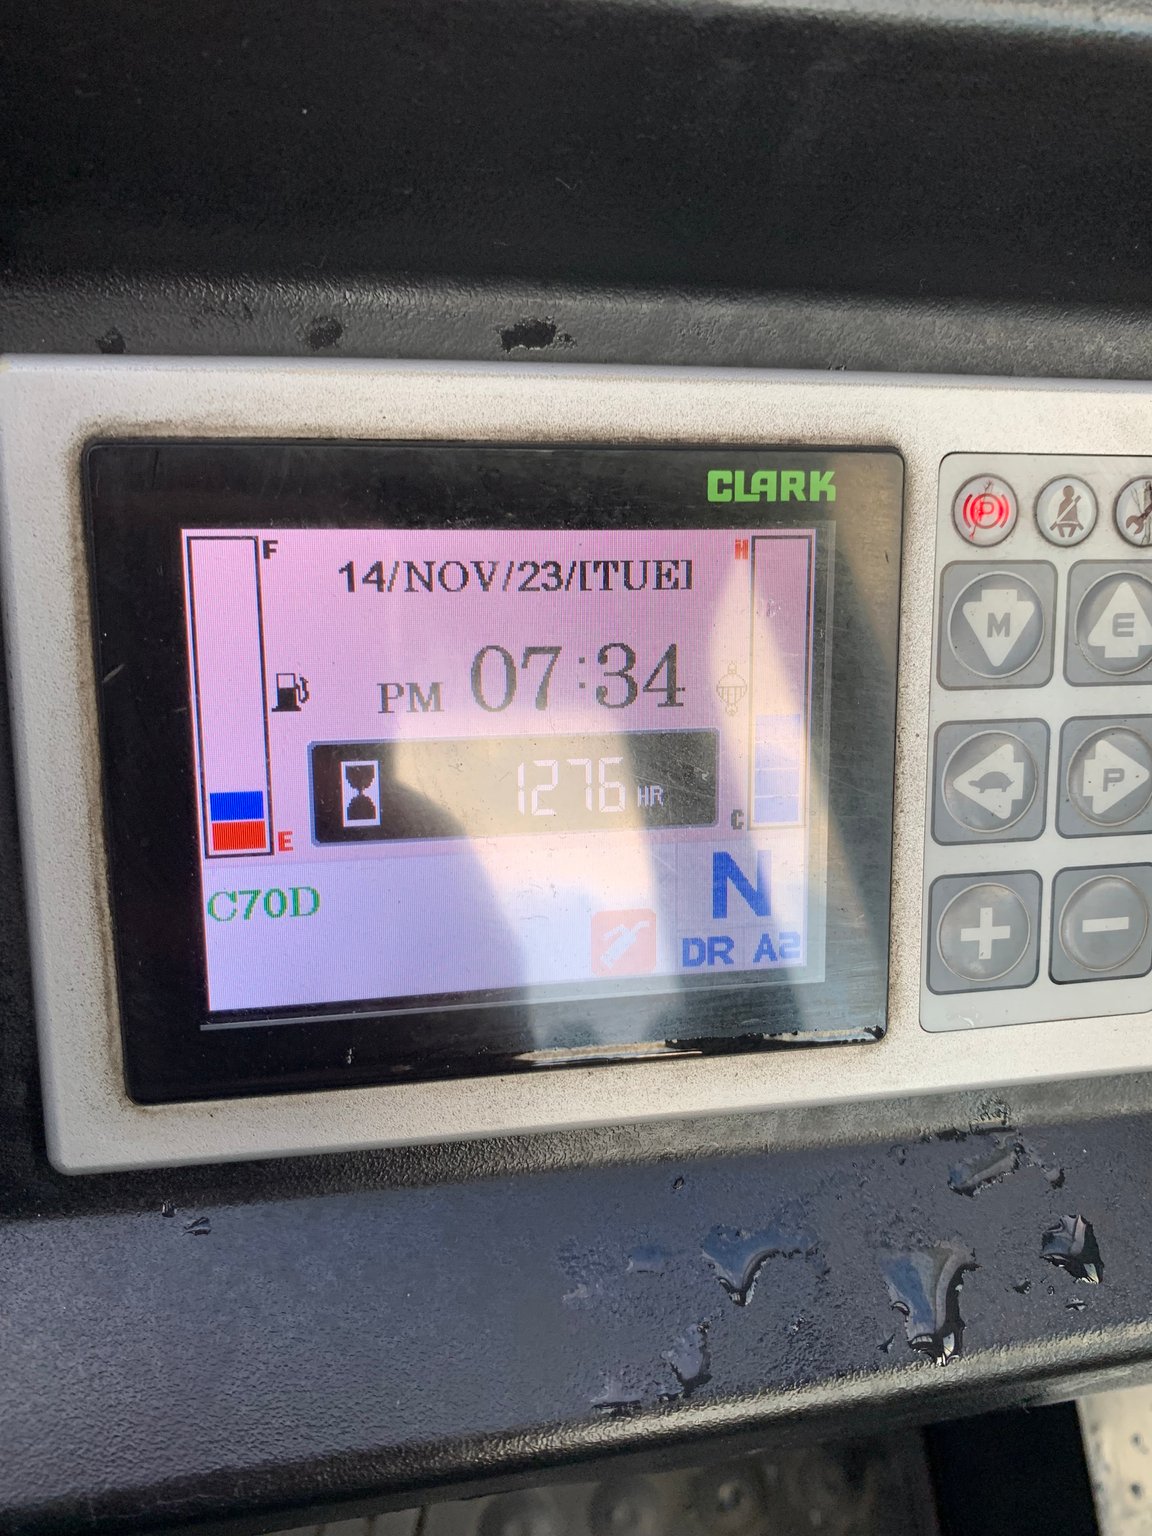 CLARK
F
14/NOV/23/[TUE]
H
PM 07:34
1276 HR
E
C
C70D
N
DR A2
P
M
E
P
+
-